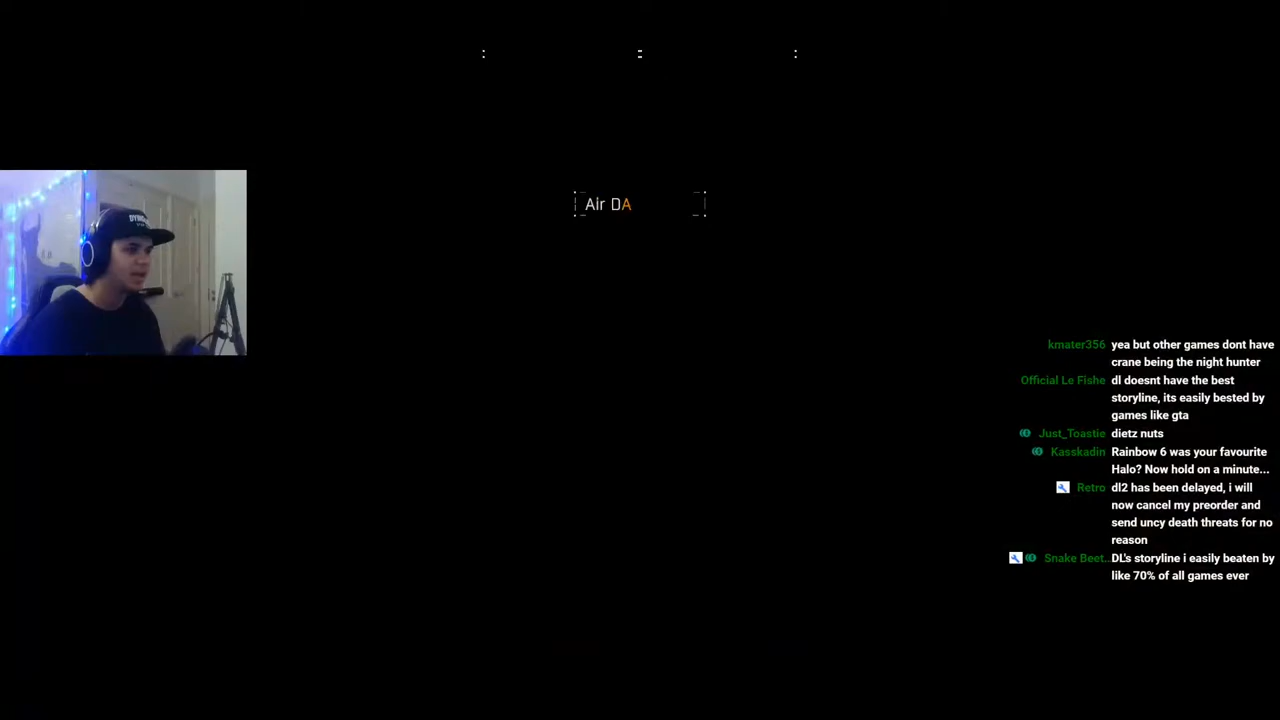 Air DA
kmater356 yea but other games dont have
crane being the night hunter
Official Le Fishe dl doesnt have the best
storyline, its easily bested by
games like gta
Just_Toastie dietz nuts
Kasskadin Rainbow 6 was your favourite
Halo? Now hold on a minute...
Retro dl2 has been delayed, i will
now cancel my preorder and
send uncy death threats for no
reason
Snake Beet.. DL's storyline i easily beaten by
like 70% of all games ever